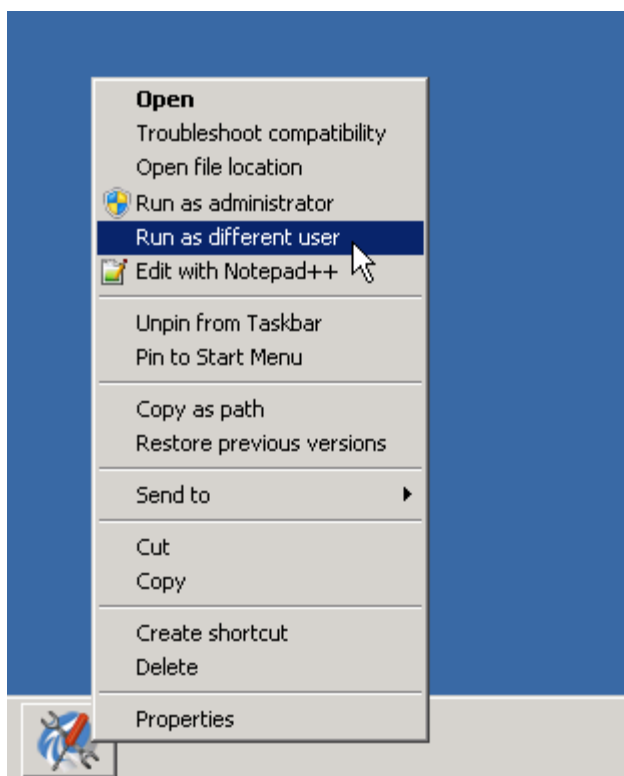 Open
Troubleshoot compatibility
Open file location
Run as administrator
Run as different user
Edit with Notepad++
Unpin from Taskbar
Pin to Start Menu
Copy as path
Restore previous versions
Send to
Cut
Copy
Create shortcut
Delete
Properties